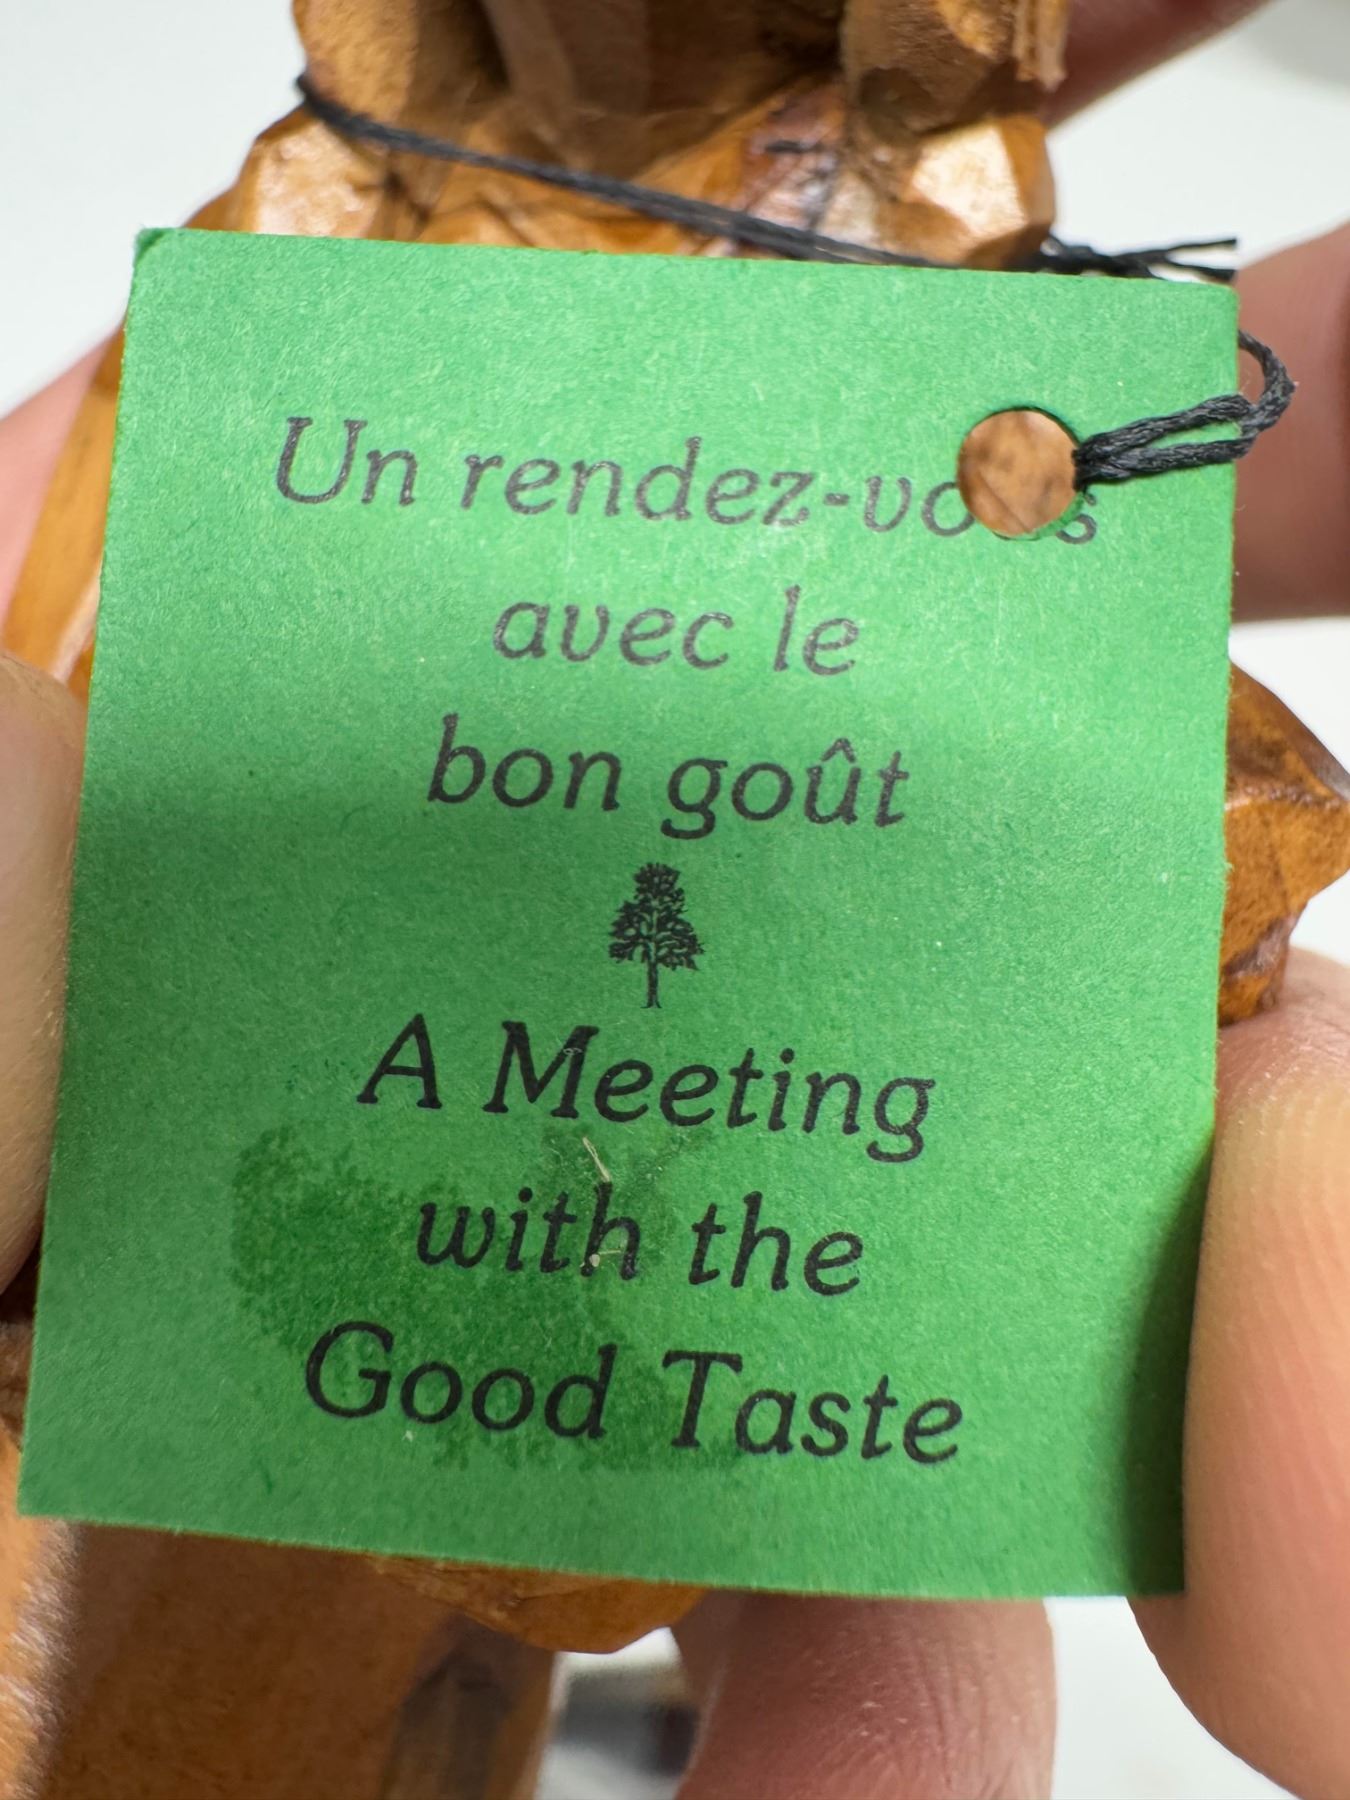 Un rendez-vous
avec le
bon goût
A Meeting
with the
Good Taste